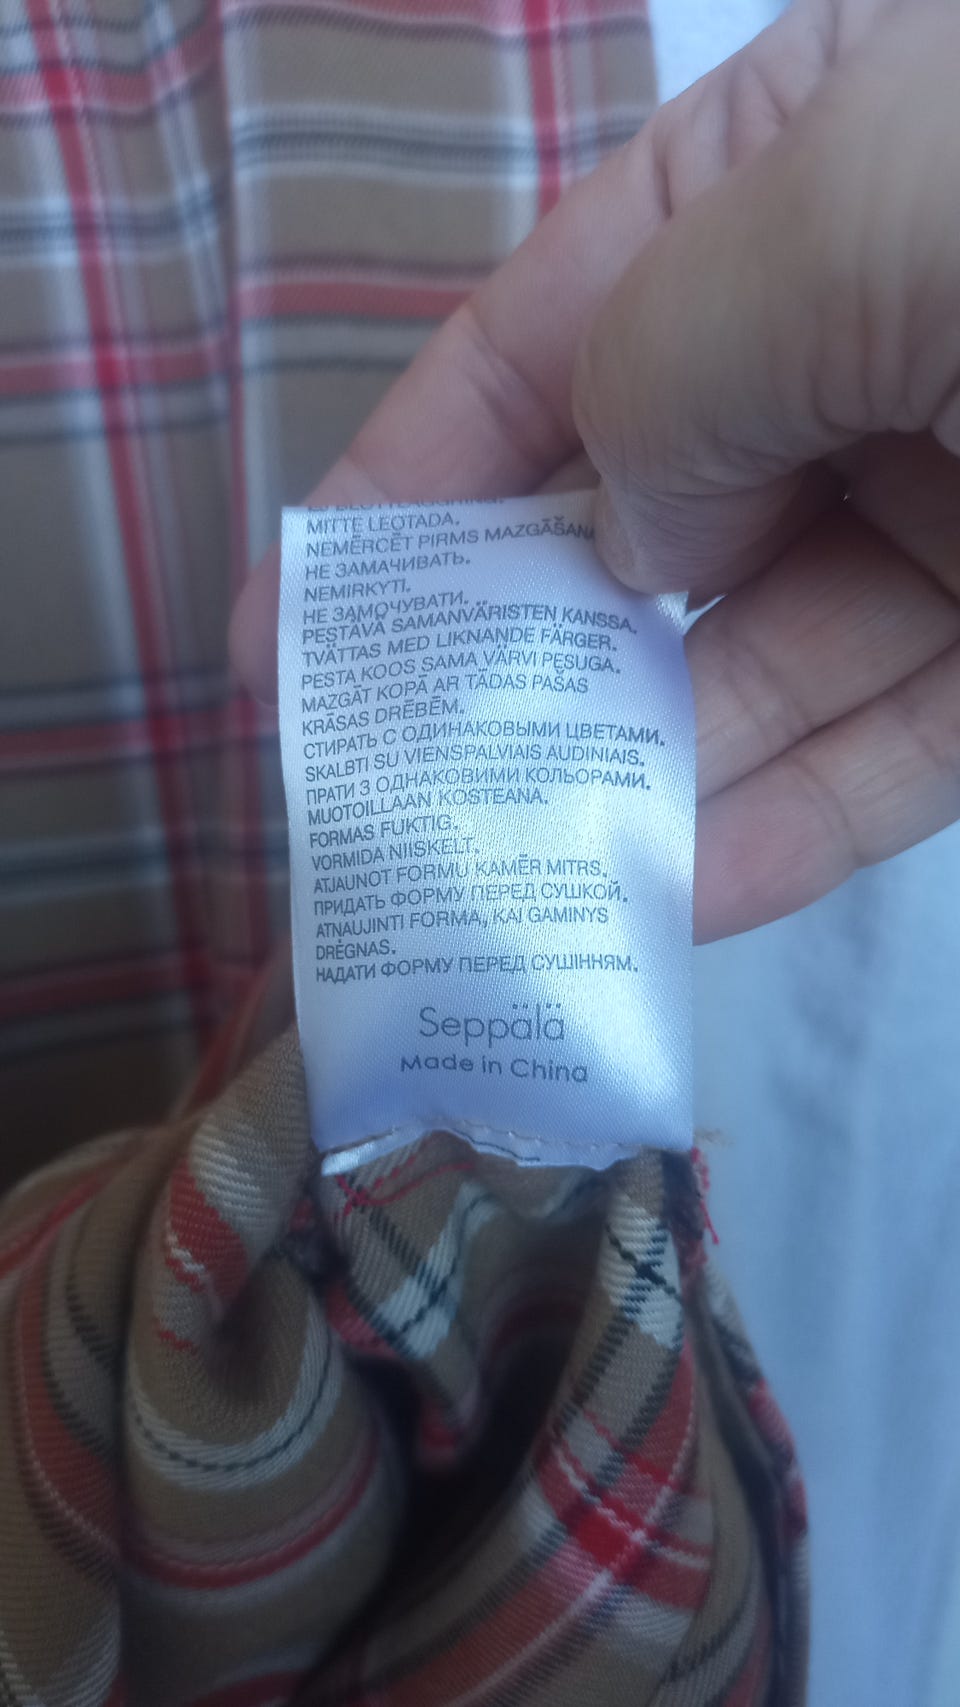 MITTE LEOTADA.
NEMĒRCĒT PIRMS MAZGĀŠAN
НЕ ЗАМАЧИВАТЬ.
NEMIRKYTI.
НЕ ЗАМОЧУВАТИ.
PESTÄVÄ SAMANVÄRISTEN KANSSA.
TVÄTTAS MED LIKNANDE FÄRGER.
PESTA KOOS SAMA VÄRVI PESUGA.
MAZGĀT KOPĀ AR TĀDAS PAŠAS
KRĀSAS DRĒBĒM.
СТИРАТЬ С ОДИНАКОВЫМИ ЦВЕТАМИ.
SKALBTI SU VIENSPALVIAIS AUDINIAIS.
ПРАТИ З ОДНАКОВИМИ КОЛЬОРАМИ.
MUOTOILLAAN KOSTEANA.
FORMAS FUKTIG.
VORMIDA NIISKELT.
ATJAUNOT FORMU KAMĒR MITRS.
ПРИДАТЬ ФОРМУ ПЕРЕД СУШКОЙ.
ATNAUJINTI FORMA, KAI GAMINYS
DRĖGNAS.
НАДАТИ ФОРМУ ПЕРЕД СУШІННЯМ.
Seppälä
Made in China